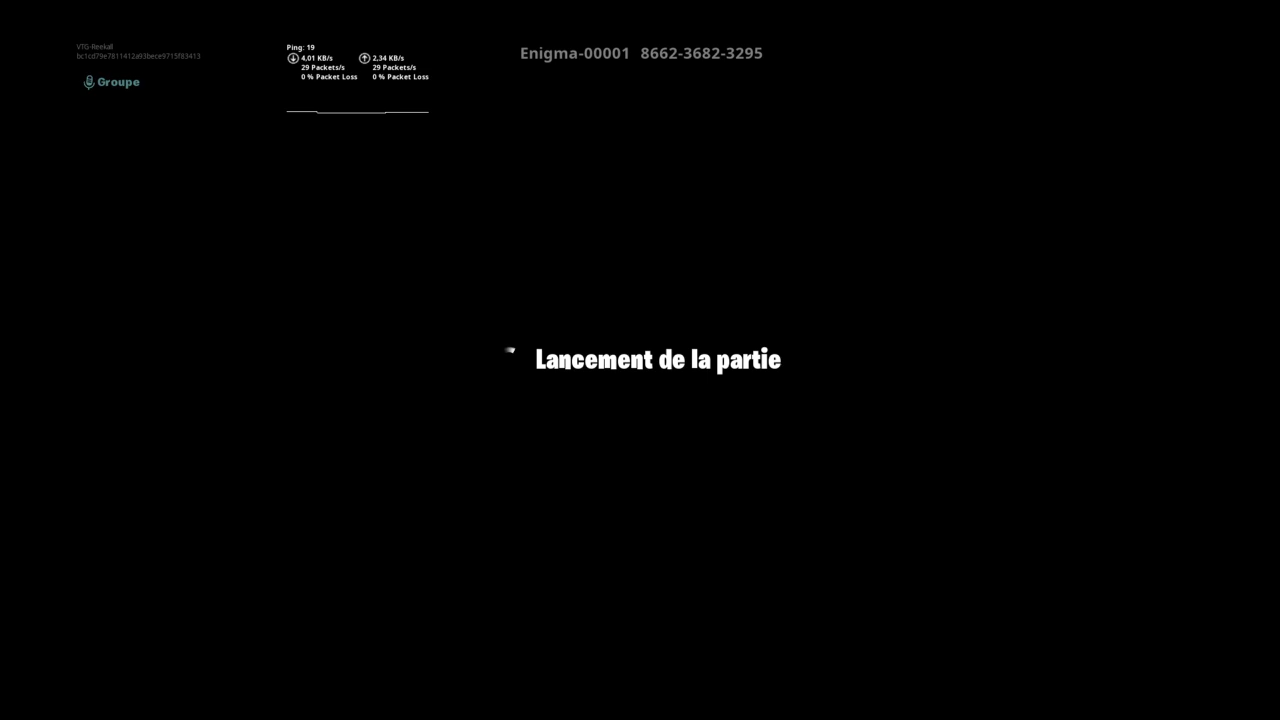 VTG-Reekall
bc1cd79e7811412a93bece9715f83413
Groupe
Ping: 19
4,01 KB/s 2,34 KB/s
29 Packets/s 29 Packets/s
0 % Packet Loss 0 % Packet Loss
Enigma-00001 8662-3682-3295
Lancement de la partie